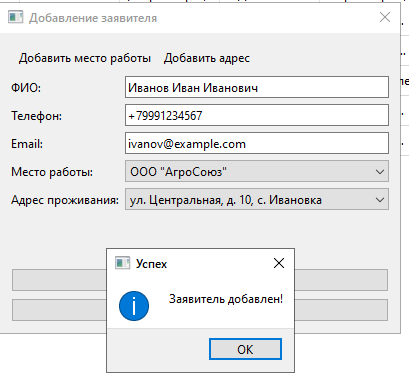 Добавление заявителя
Добавить место работы Добавить адрес
ФИО: Иванов Иван Иванович
Телефон: +79991234567
Email: ivanov@example.com
Место работы: ООО "АгроСоюз"
Адрес проживания: ул. Центральная, д. 10, с. Ивановка
Успех
Заявитель добавлен!
ОК